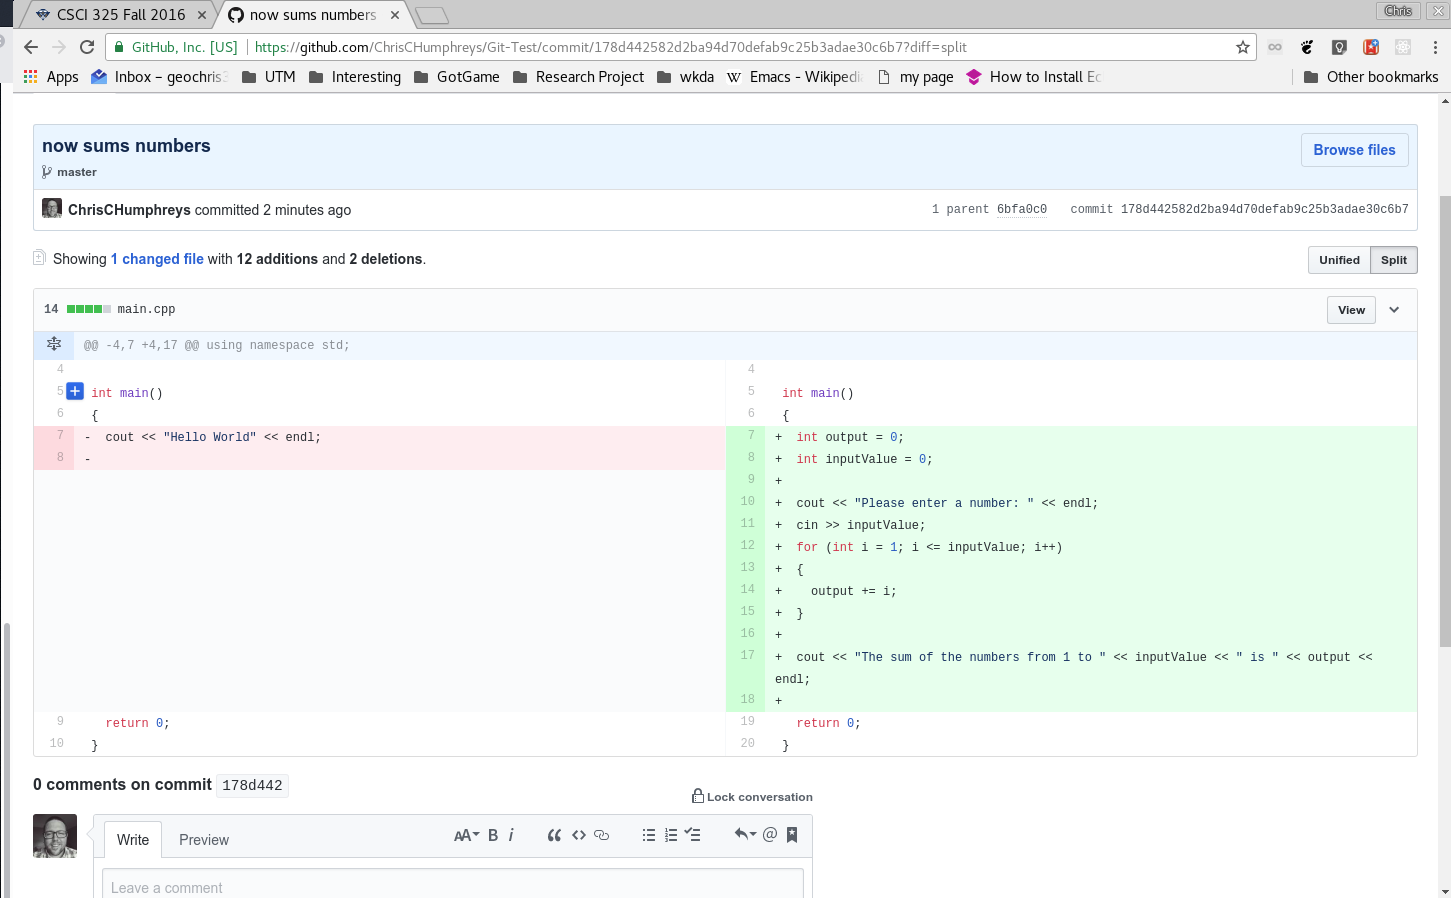 CSCI 325 Fall 2016
now sums numbers
Chris
GitHub, Inc. [US]
https://github.com/ChrisCHumphreys/Git-Test/commit/178d442582d2ba94d70defab9c25b3adae30c6b7?diff=split
Apps
Inbox – geochris3
UTM
Interesting
GotGame
Research Project
wkda
W
Emacs - Wikipedia
my page
How to Install Ec
Other bookmarks
now sums numbers
Browse files
master
ChrisCHumphreys committed 2 minutes ago
1 parent 6bfa0c0 commit 178d442582d2ba94d70defab9c25b3adae30c6b7
Showing 1 changed file with 12 additions and 2 deletions.
Unified
Split
14 main.cpp
View
@@ -4,7 +4,17 @@ using namespace std;
4
5 + int main()
6 {
7 - cout << "Hello World" << endl;
8 -
9 return 0;
10 }
4
5 int main()
6 {
7 + int output = 0;
8 + int inputValue = 0;
9 +
10 + cout << "Please enter a number: " << endl;
11 + cin >> inputValue;
12 + for (int i = 1; i <= inputValue; i++)
13 + {
14 + output += i;
15 + }
16 +
17 + cout << "The sum of the numbers from 1 to " << inputValue << " is " << output <<
endl;
18 +
19 return 0;
20 }
0 comments on commit 178d442
Lock conversation
Write
Preview
AA B i “ <> @
Leave a comment